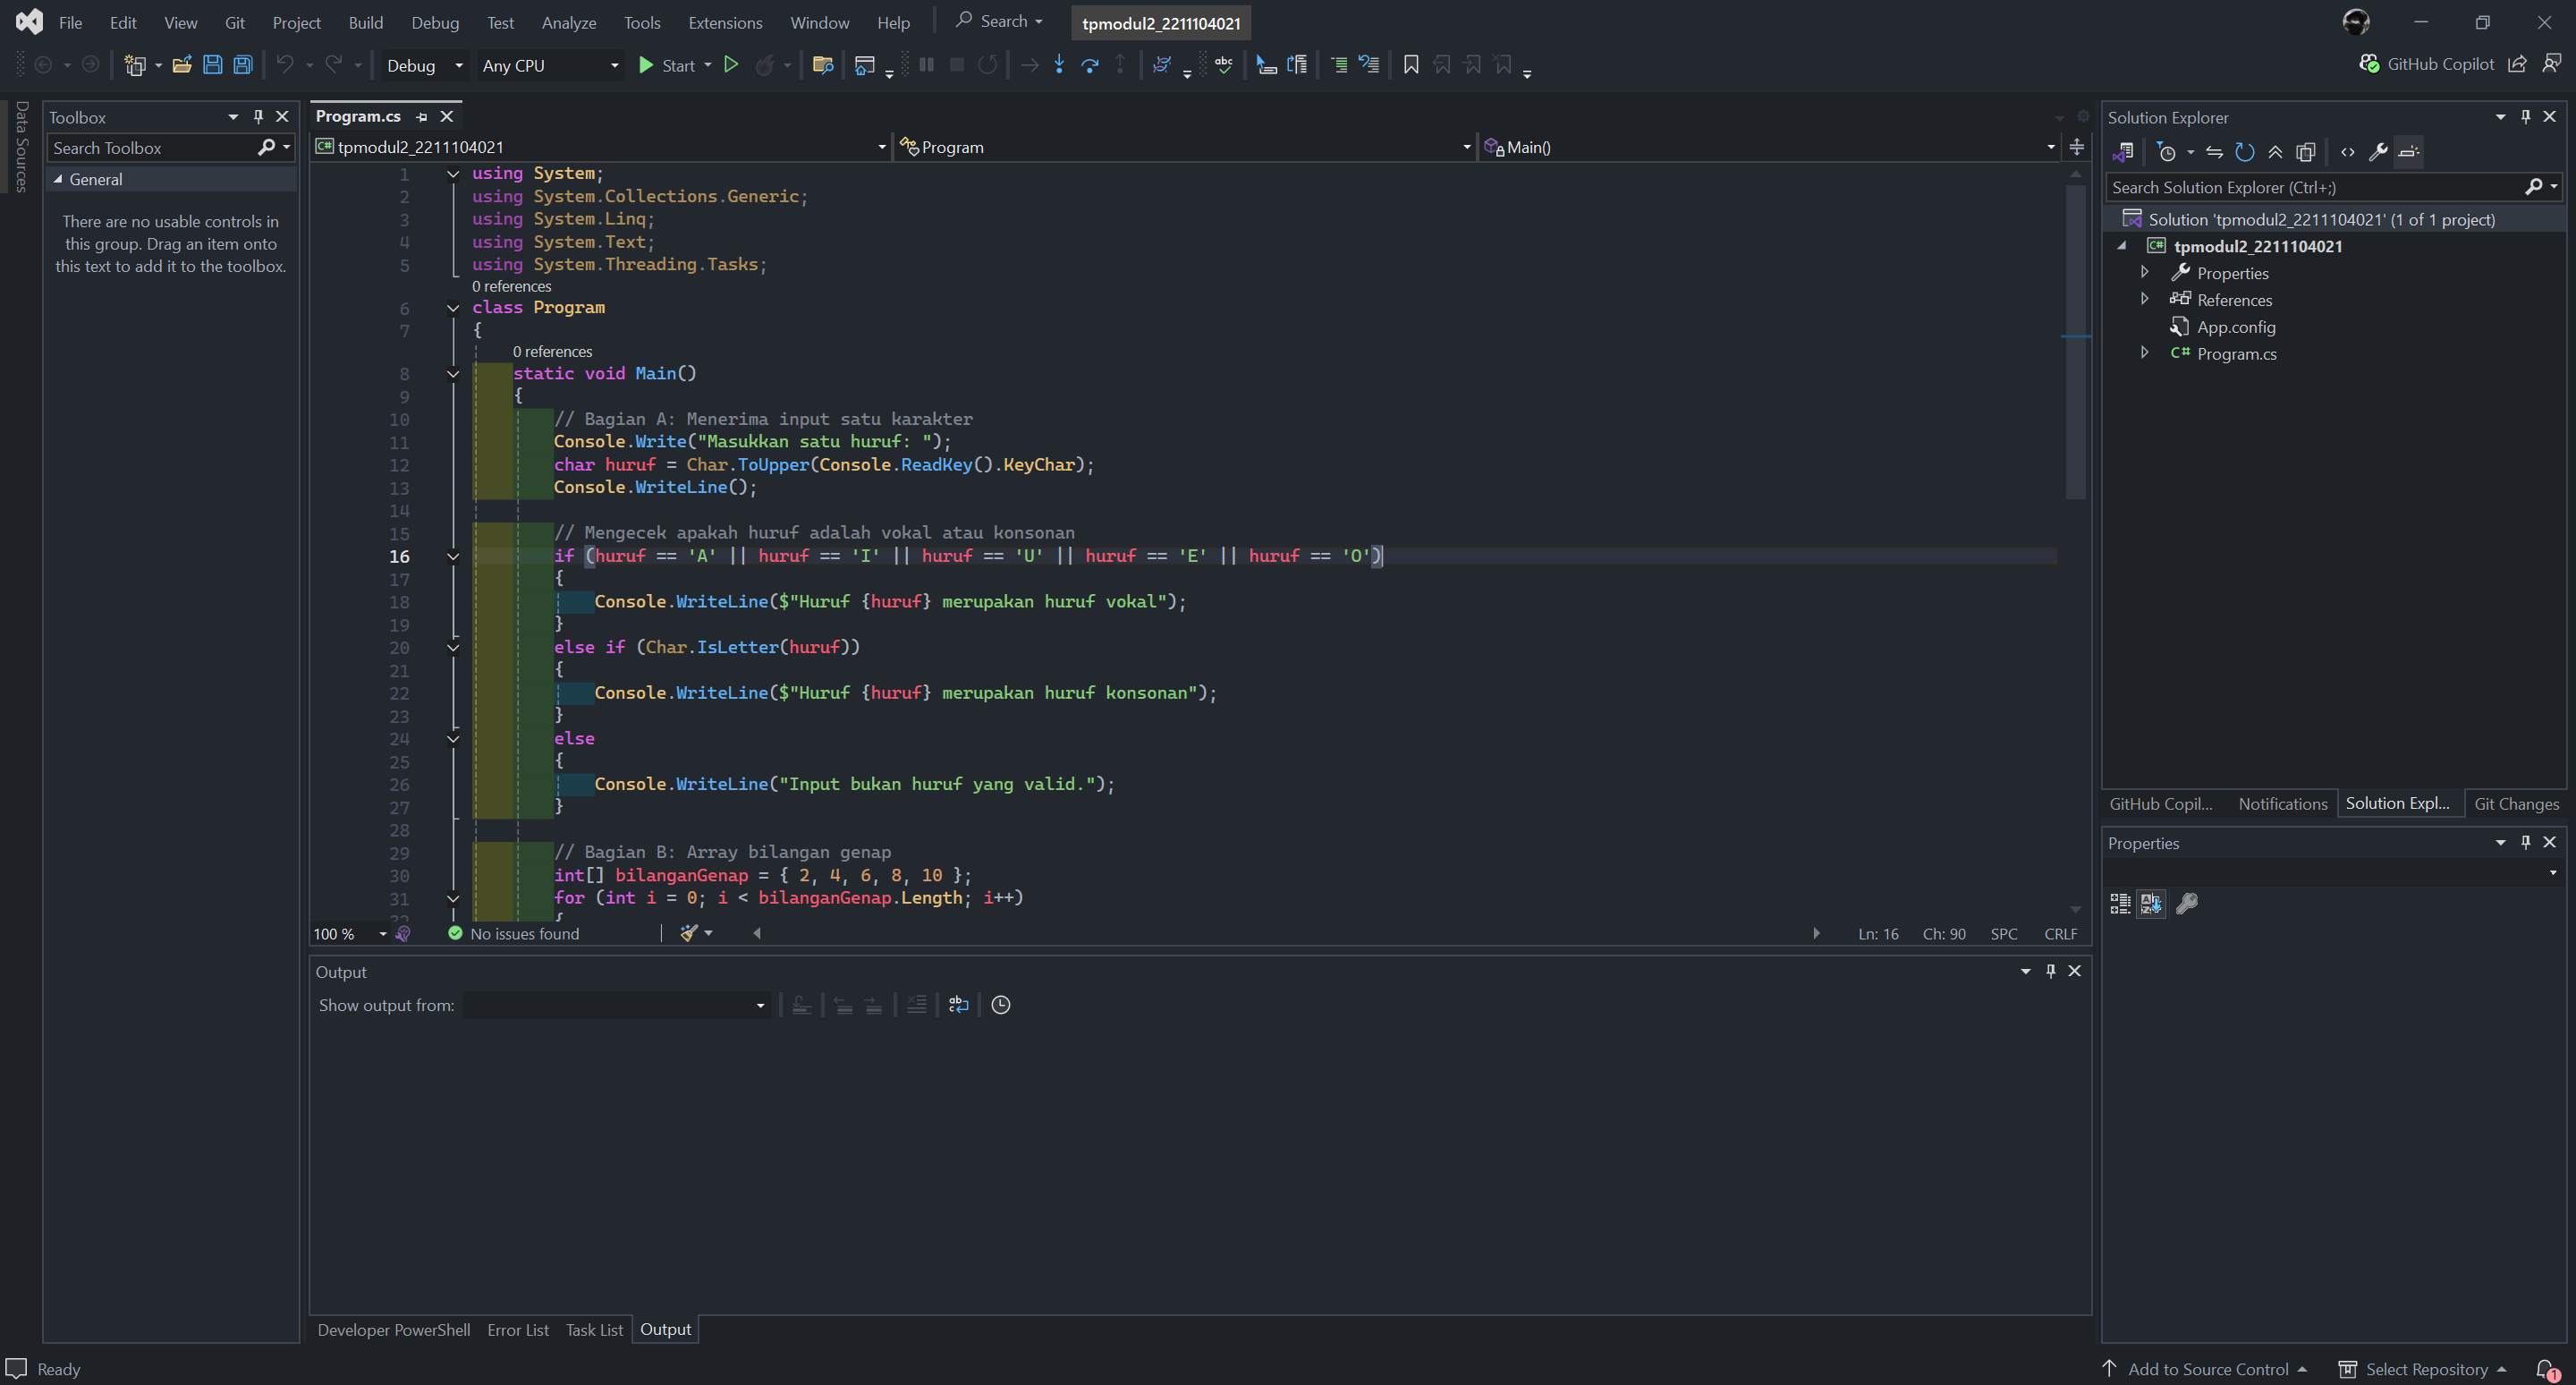 File Edit View Git Project Build Debug Test Analyze Tools Extensions Window Help Search tpmodul2_2211104021
Debug Any CPU Start GitHub Copilot
Data Sources
Toolbox
Search Toolbox
General
There are no usable controls in
this group. Drag an item onto
this text to add it to the toolbox.
Program.cs
tpmodul2_2211104021 Program Main()
1 using System;
2 using System.Collections.Generic;
3 using System.Linq;
4 using System.Text;
5 using System.Threading.Tasks;
0 references
6 class Program
7 {
0 references
8 static void Main()
9 {
10 // Bagian A: Menerima input satu karakter
11 Console.Write("Masukkan satu huruf: ");
12 char huruf = Char.ToUpper(Console.ReadKey().KeyChar);
13 Console.WriteLine();
14
15 // Mengecek apakah huruf adalah vokal atau konsonan
16 if (huruf == 'A' || huruf == 'I' || huruf == 'U' || huruf == 'E' || huruf == 'O')
17 {
18 Console.WriteLine($"Huruf {huruf} merupakan huruf vokal");
19 }
20 else if (Char.IsLetter(huruf))
21 {
22 Console.WriteLine($"Huruf {huruf} merupakan huruf konsonan");
23 }
24 else
25 {
26 Console.WriteLine("Input bukan huruf yang valid.");
27 }
28
29 // Bagian B: Array bilangan genap
30 int[] bilanganGenap = { 2, 4, 6, 8, 10 };
31 for (int i = 0; i < bilanganGenap.Length; i++)
32 {
100 % No issues found Ln: 16 Ch: 90 SPC CRLF
Output
Show output from:
Developer PowerShell Error List Task List Output
Solution Explorer
Search Solution Explorer (Ctrl+;)
Solution 'tpmodul2_2211104021' (1 of 1 project)
tpmodul2_2211104021
Properties
References
App.config
C# Program.cs
GitHub Copil... Notifications Solution Expl... Git Changes
Properties
Ready Add to Source Control Select Repository 1